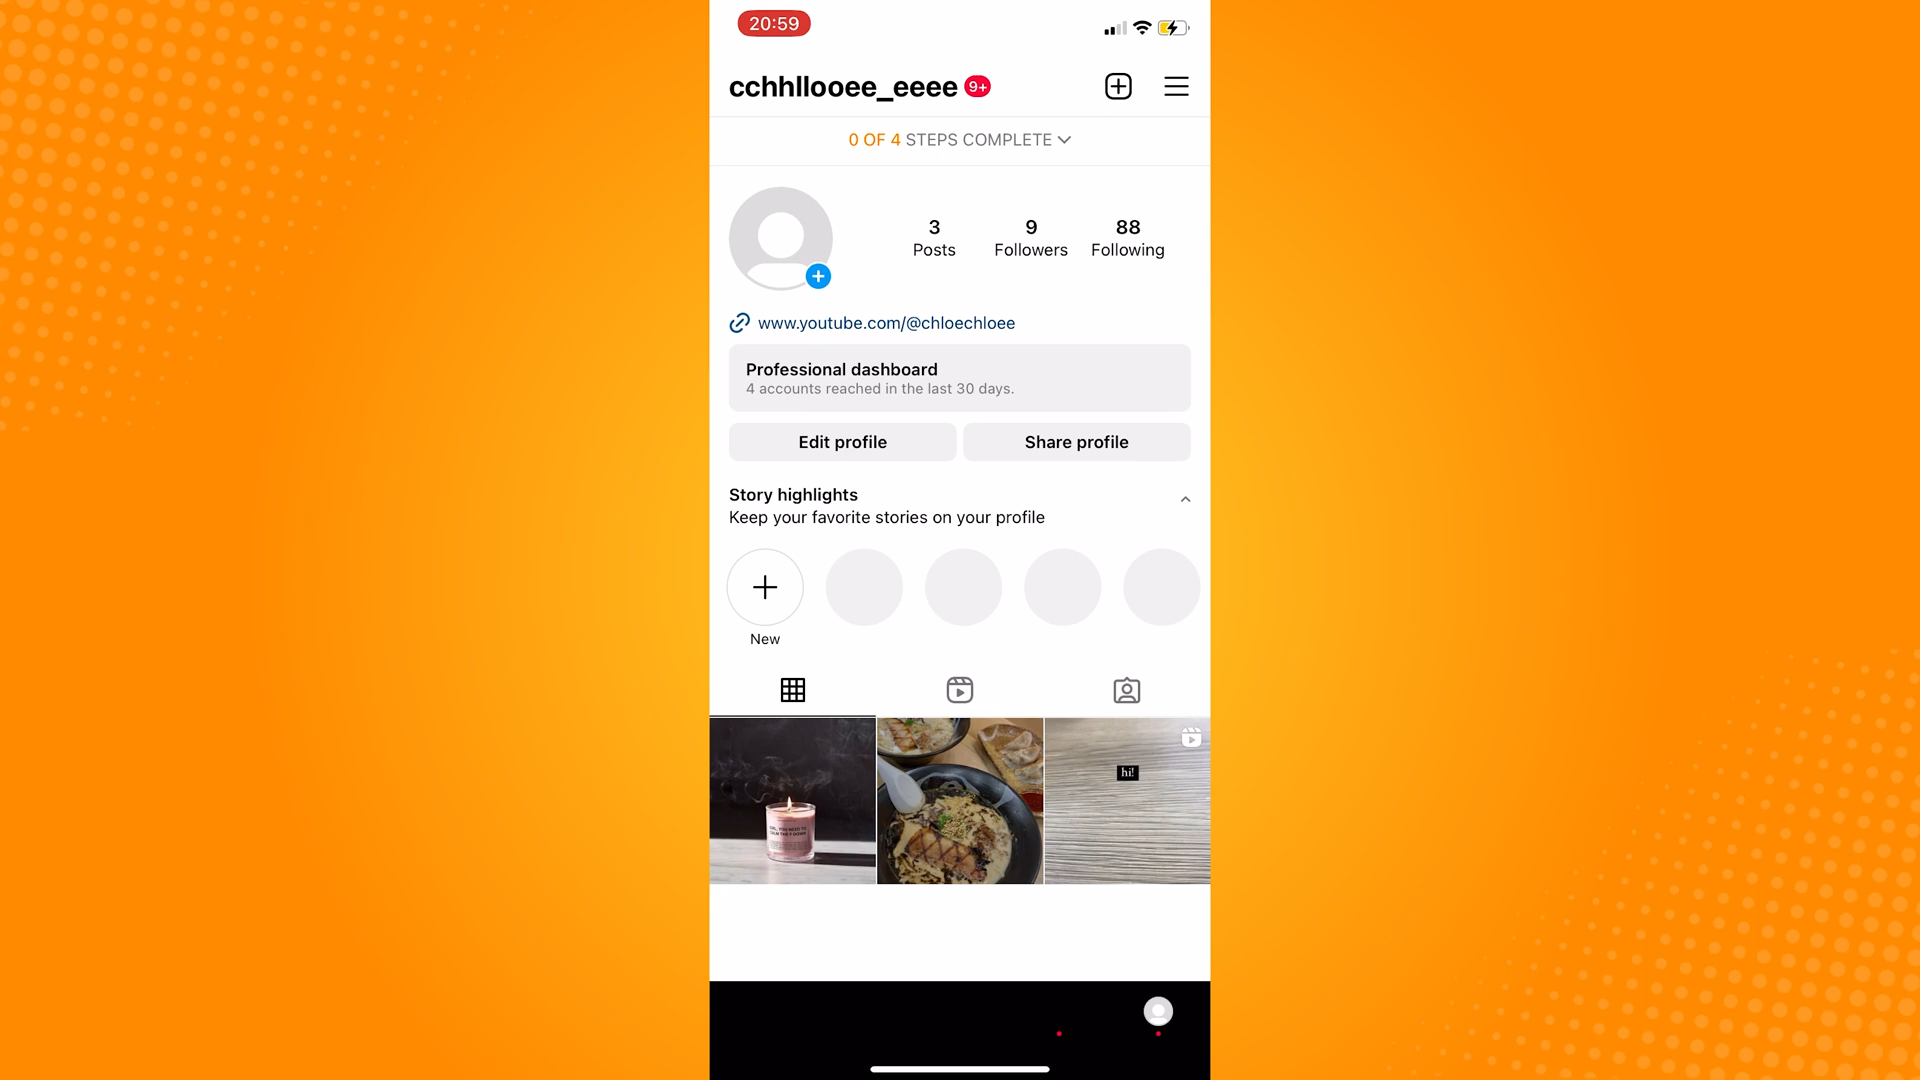 20:59
cchhllooee_eeee 9+
0 OF 4 STEPS COMPLETE
3 9 88
Posts Followers Following
www.youtube.com/@chloechloee
Professional dashboard
4 accounts reached in the last 30 days.
Edit profile Share profile
Story highlights
Keep your favorite stories on your profile
New
hi!